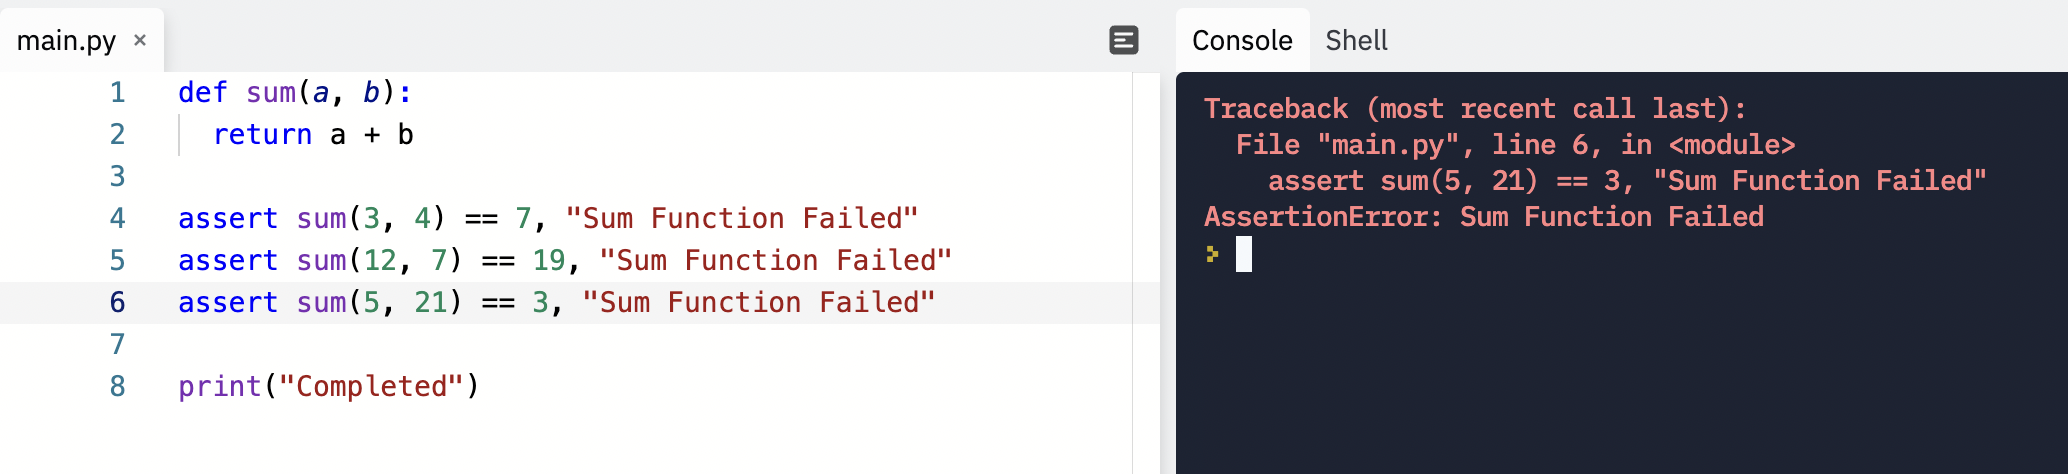 main.py ×
1 def sum(a, b):
2   return a + b
3
4 assert sum(3, 4) == 7, "Sum Function Failed"
5 assert sum(12, 7) == 19, "Sum Function Failed"
6 assert sum(5, 21) == 3, "Sum Function Failed"
7
8 print("Completed")
Console Shell
Traceback (most recent call last):
  File "main.py", line 6, in <module>
    assert sum(5, 21) == 3, "Sum Function Failed"
AssertionError: Sum Function Failed